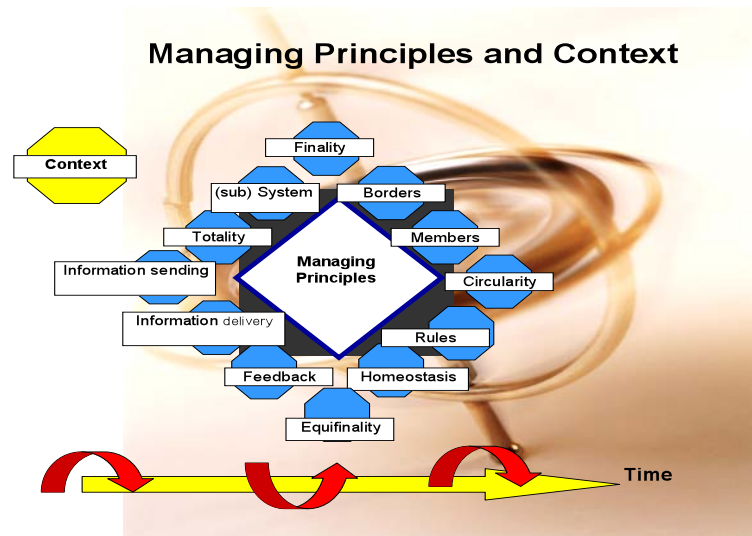 Managing Principles and Context
Finality
Context
(sub) System
Borders
Totality
Members
Managing
Principles
Information sending
Circularity
Information delivery
Rules
Feedback
Homeostasis
Equifinality
Time